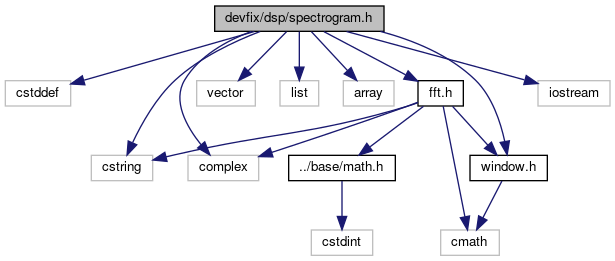 devfix/dsp/spectrogram.h
cstddef
vector
list
array
fft.h
iostream
cstring
complex
../base/math.h
window.h
cstdint
cmath